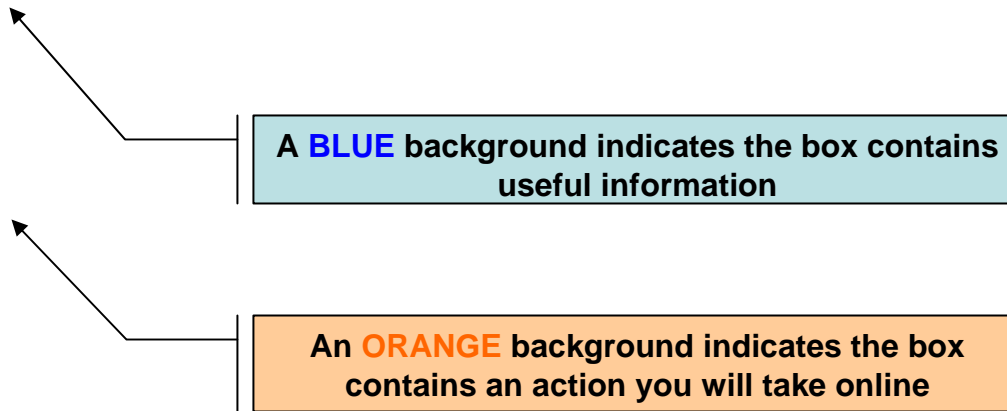 A BLUE background indicates the box contains
useful information
An ORANGE background indicates the box
contains an action you will take online